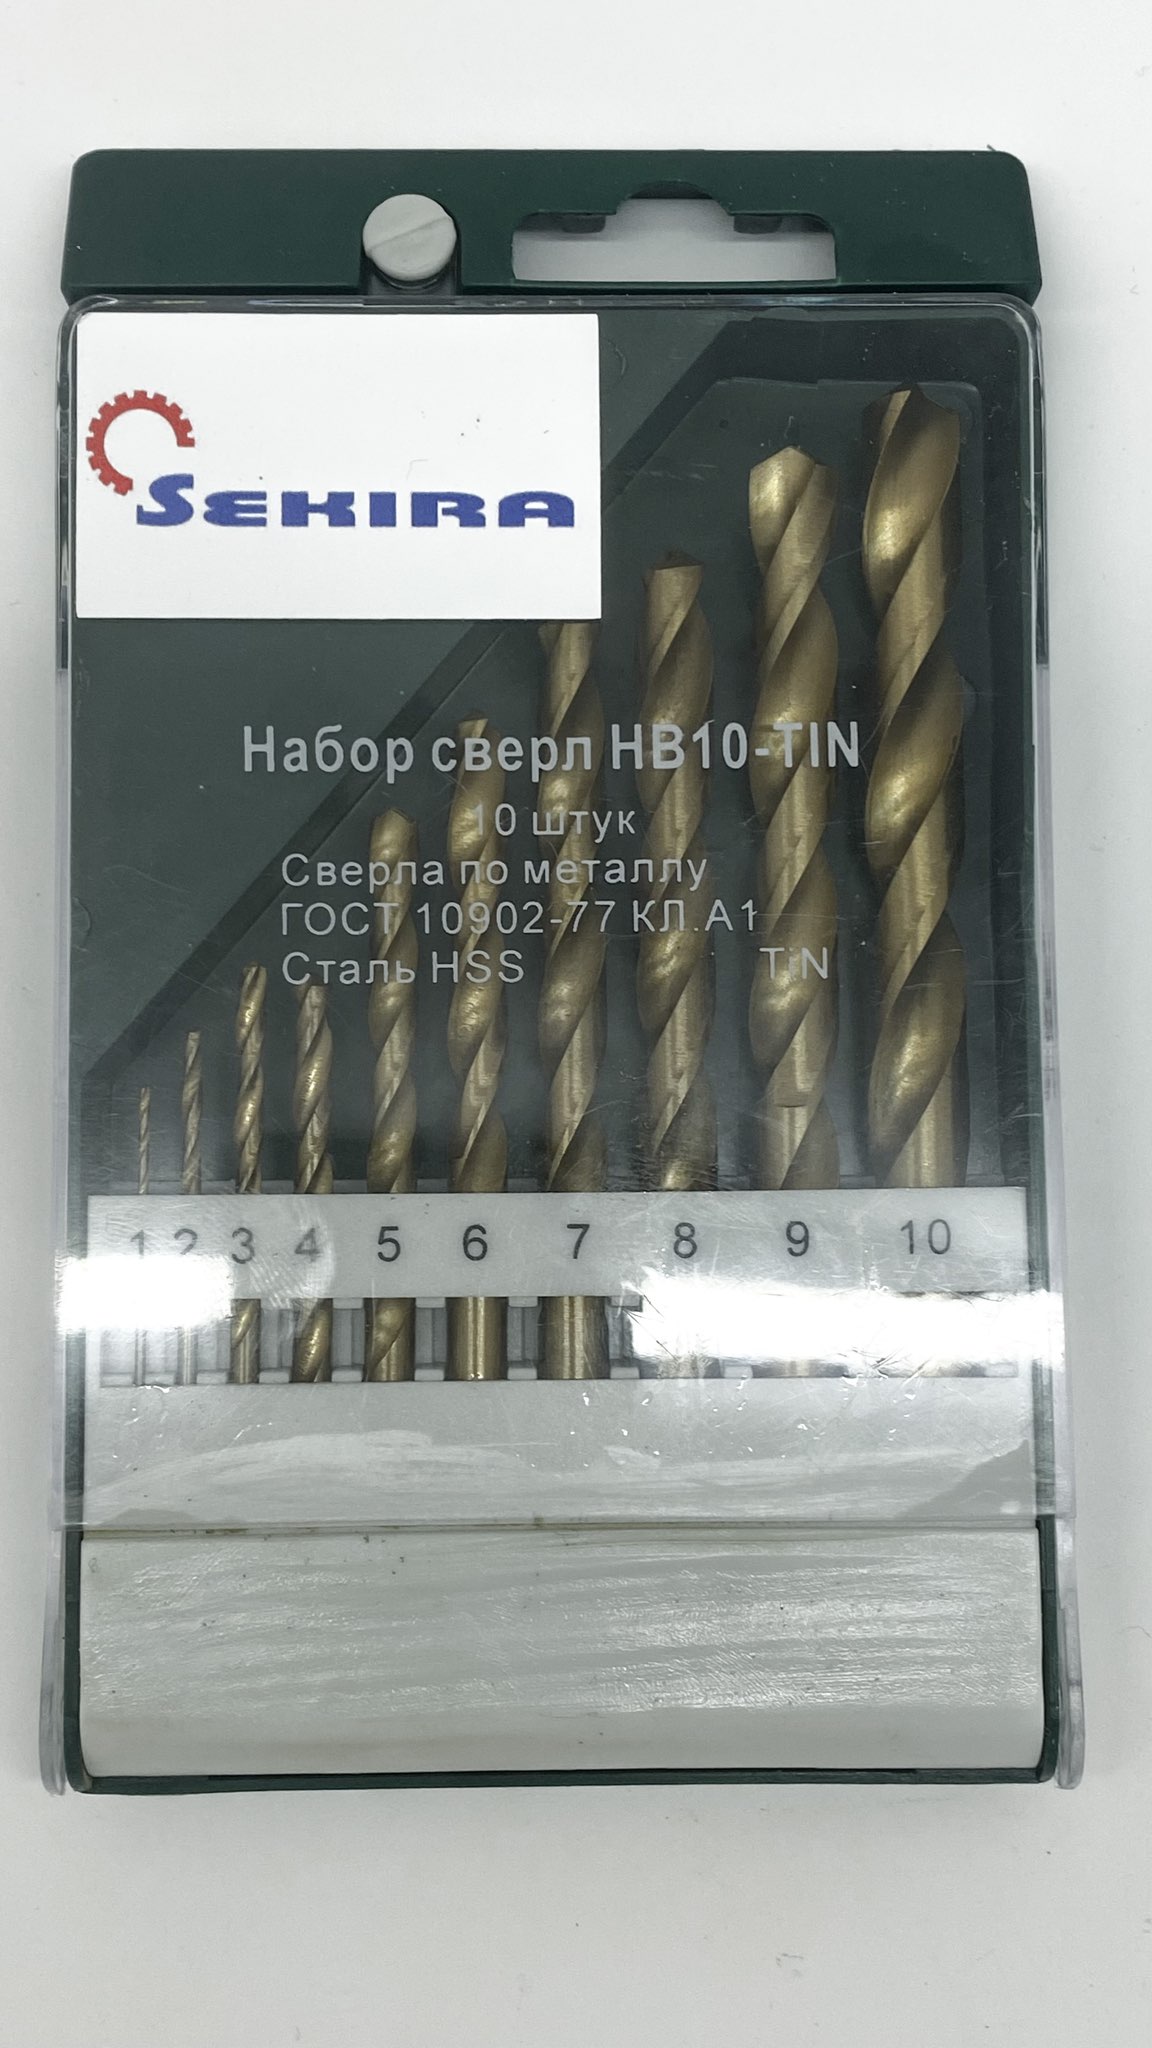 SEKIRA
Набор сверл НВ10-TIN
10 штук
Сверла по металлу
ГОСТ 10902-77 КЛ.А1
Сталь HSS TiN
1 2 3 4 5 6 7 8 9 10